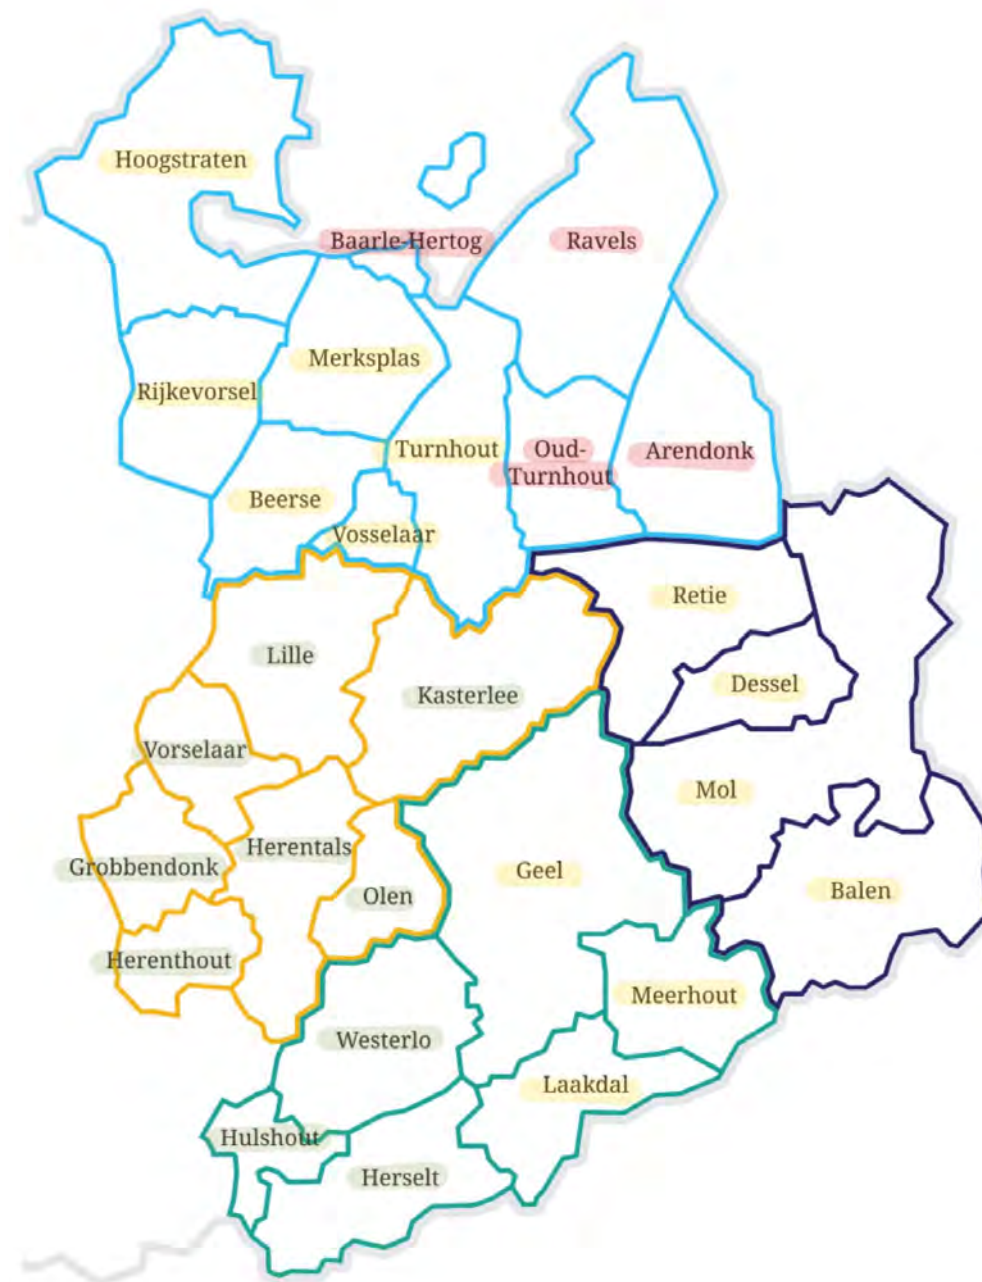 Hoogstraten
Baarle-Hertog
Ravels
Merksplas
Rijkevorsel
Turnhout
Oud-
Turnhout
Arendonk
Beerse
Vosselaar
Retie
Lille
Dessel
Kasterlee
Vorselaar
Mol
Herentals
Grobbendonk
Geel
Olen
Balen
Herenthout
Meerhout
Westerlo
Laakdal
Hulshout
Herselt